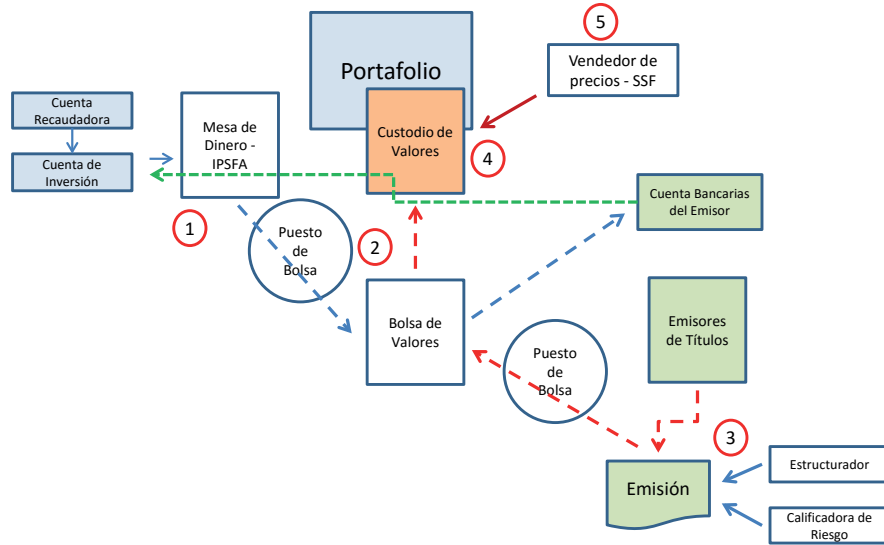 5
Portafolio
Vendedor de
precios - SSF
Cuenta
Recaudadora
Mesa de
Dinero -
IPSFA
Custodio de
Valores
4
Cuenta de
Inversión
Cuenta Bancarias
del Emisor
1
Puesto
de
Bolsa
2
Bolsa de
Valores
Emisores
de Títulos
Puesto
de
Bolsa
3
Emisión
Estructurador
Calificadora de
Riesgo